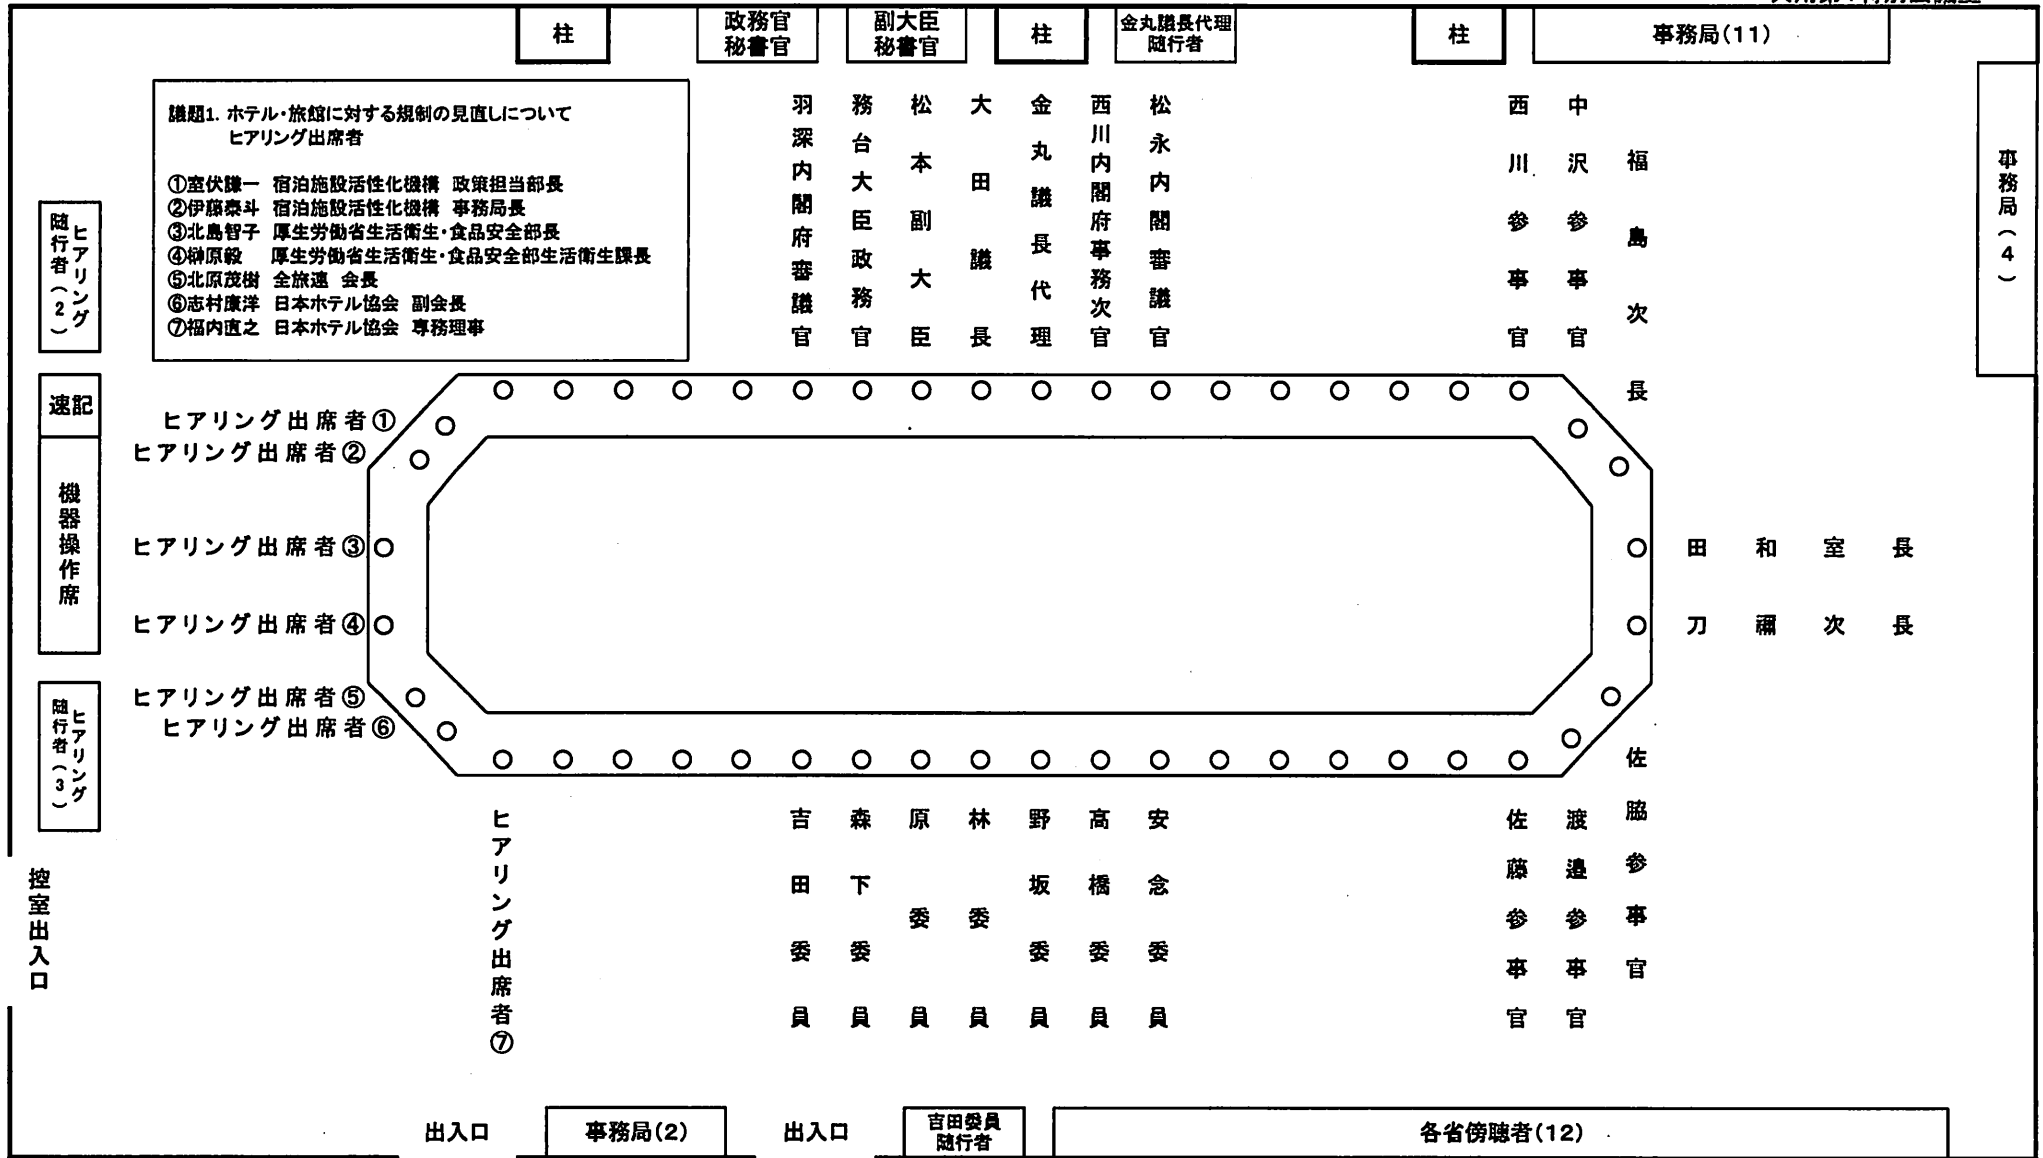 柱
政務官
秘書官
副大臣
秘書官
柱
金丸議長代理
随行者
柱
事務局(11)
事務局(4)
議題1. ホテル・旅館に対する規制の見直しについて
ヒアリング出席者
①室伏謙一 宿泊施設活性化機構 政策担当部長
②伊藤泰斗 宿泊施設活性化機構 事務局長
③北島智子 厚生労働省生活衛生・食品安全部長
④榊原毅 厚生労働省生活衛生・食品安全部生活衛生課長
⑤北原茂樹 全旅連 会長
⑥志村康洋 日本ホテル協会 副会長
⑦福内直之 日本ホテル協会 専務理事
羽深内閣府審議官
務台大臣政務官
松本副大臣
大田議長
金丸議長代理
西川内閣府事務次官
松永内閣審議官
西川参事官
中沢参事官
福島次長
ヒアリング
随行者(2)
速記
機器操作席
ヒアリング
随行者(3)
控室出入口
ヒアリング出席者①
ヒアリング出席者②
ヒアリング出席者③
ヒアリング出席者④
ヒアリング出席者⑤
ヒアリング出席者⑥
田和室長
刀禰次長
ヒアリング出席者⑦
吉田委員
森下委員
原委員
林委員
野坂委員
髙橋委員
安念委員
佐藤参事官
渡邉参事官
佐脇参事官
出入口
事務局(2)
出入口
吉田委員
随行者
各省傍聴者(12)